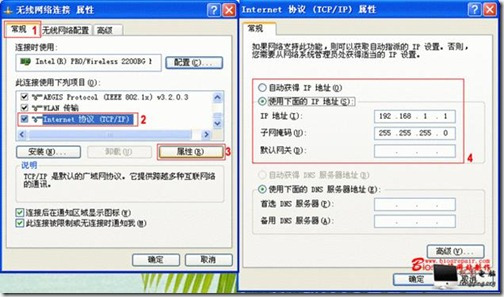 无线网络连接 属性
常规 1 无线网络配置 高级
连接时使用:
Intel(R) PRO/Wireless 2200BG
配置(C)...
此连接使用下列项目(O):
AEGIS Protocol (IEEE 802.1x) v3.2.0.3
WLAN 传输
Internet 协议 (TCP/IP) 2
安装(N)... 卸载(U) 属性(R) 3
说明
TCP/IP 是默认的广域网协议。它提供跨越多种互联网络
的通讯。
连接后在通知区域显示图标(W)
此连接被限制或无连接时通知我(M)
确定 取消
Internet 协议 (TCP/IP) 属性
常规
如果网络支持此功能，则可以获取自动指派的 IP 设置。否则，
您需要从网络系统管理员处获得适当的 IP 设置。
自动获得 IP 地址(O)
使用下面的 IP 地址(S):
IP 地址(I): 192 .168 . 1 . 1
子网掩码(U): 255 .255 .255 . 0
默认网关(D): . . .
4
自动获得 DNS 服务器地址(B)
使用下面的 DNS 服务器地址(E):
首选 DNS 服务器(P): . . .
备用 DNS 服务器(A): . . .
高级(V)...
确定 取消